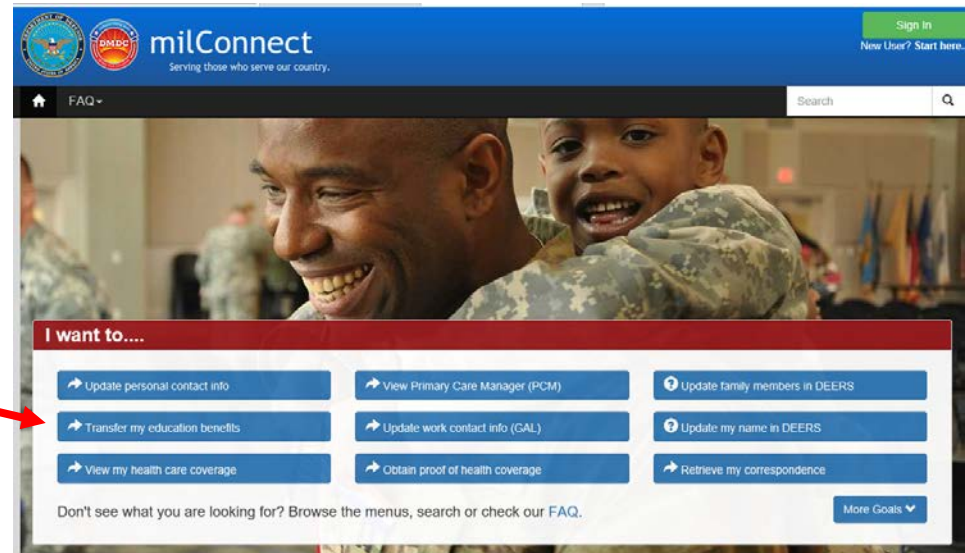 Sign In
milConnect
New User? Start here..
DMDC
Serving those who serve our country.
FAQ
Search
I want to....
Update personal contact info
View Primary Care Manager (PCM)
Update family members in DEERS
Transfer my education benefits
Update work contact info (GAL)
Update my name in DEERS
View my health care coverage
Obtain proof of health coverage
Retrieve my correspondence
Don't see what you are looking for? Browse the menus, search or check our FAQ.
More Goals